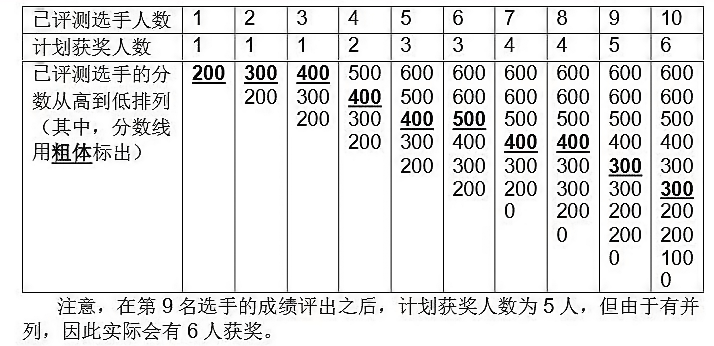 已评测选手人数 1 2 3 4 5 6 7 8 9 10
计划获奖人数 1 1 1 2 3 3 4 4 5 6
已评测选手的分 200 300 400 500 600 600 600 600 600 600
数从高到低排列 200 300 400 500 600 600 600 600 600
（其中，分数线 200 300 400 500 500 500 500 500
用粗体标出） 200 300 400 400 400 400 400
200 300 300 300 300 300
200 200 300 300 300
0 200 200 200
0 200 200
0 100
0
注意，在第 9 名选手的成绩评出之后，计划获奖人数为 5 人，但由于有并
列，因此实际会有 6 人获奖。